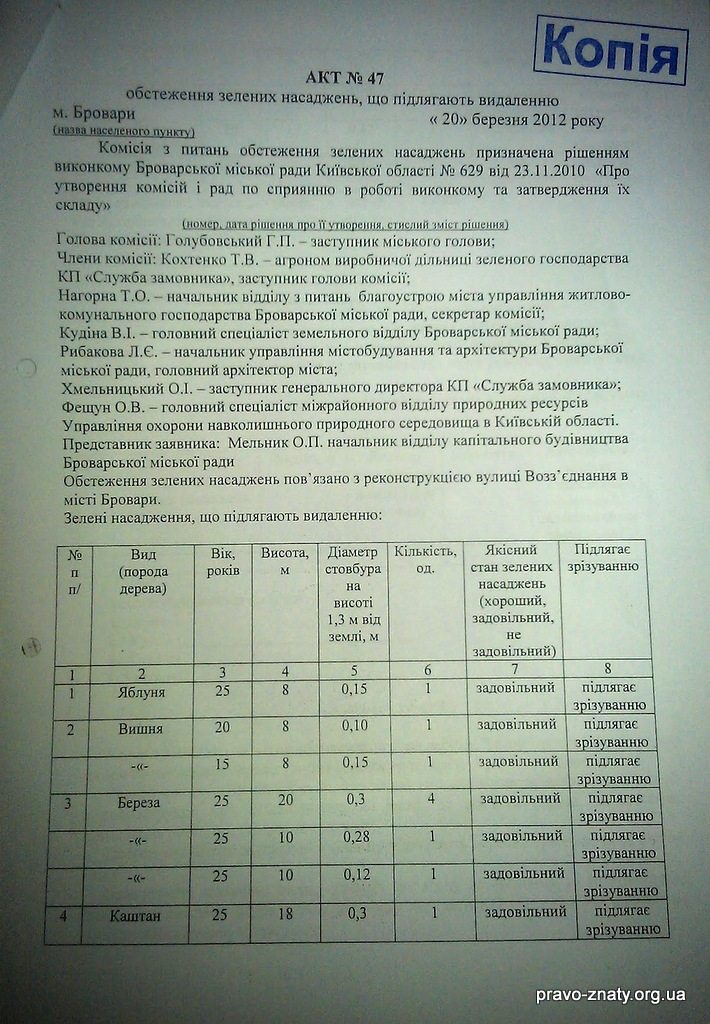 Копія
АКТ № 47
обстеження зелених насаджень, що підлягають видаленню
м. Бровари « 20» березня 2012 року
(назва населеного пункту)
Комісія з питань обстеження зелених насаджень призначена рішенням
виконкому Броварської міської ради Київської області № 629 від 23.11.2010 «Про
утворення комісій і рад по сприянню в роботі виконкому та затвердження їх
складу»
(номер, дата рішення про її утворення, стислий зміст рішення)
Голова комісії: Голубовський Г.П. – заступник міського голови;
Члени комісії: Кохтенко Т.В. – агроном виробничої дільниці зеленого господарства
КП «Служба замовника», заступник голови комісії;
Нагорна Т.О. – начальник відділу з питань благоустрою міста управління житлово-
комунального господарства Броварської міської ради, секретар комісії;
Кудіна В.І. – головний спеціаліст земельного відділу Броварської міської ради;
Рибакова Л.Є. – начальник управління містобудування та архітектури Броварської
міської ради, головний архітектор міста;
Хмельницький О.І. – заступник генерального директора КП «Служба замовника»;
Фещун О.В. – головний спеціаліст міжрайонного відділу природних ресурсів
Управління охорони навколишнього природного середовища в Київській області.
Представник заявника: Мельник О.П. начальник відділу капітального будівництва
Броварської міської ради
Обстеження зелених насаджень пов’язано з реконструкцією вулиці Возз’єднання в
місті Бровари.
Зелені насадження, що підлягають видаленню:
№ Вид Вік, Висота, Діаметр Кількість, Якісний Підлягає
п (порода років м стовбура од. стан зелених зрізуванню
п/ дерева) на насаджень
висоті (хороший,
1,3 м від задовільний,
землі, м не
задовільний)
1 2 3 4 5 6 7 8
1 Яблуня 25 8 0,15 1 задовільний підлягає
зрізуванню
2 Вишня 20 8 0,10 1 задовільний підлягає
зрізуванню
-«- 15 8 0,15 1 задовільний підлягає
зрізуванню
3 Береза 25 20 0,3 4 задовільний підлягає
зрізуванню
-«- 25 10 0,28 1 задовільний підлягає
зрізуванню
-«- 25 10 0,12 1 задовільний підлягає
зрізуванню
4 Каштан 25 18 0,3 1 задовільний підлягає
зрізуванню
pravo-znaty.org.ua